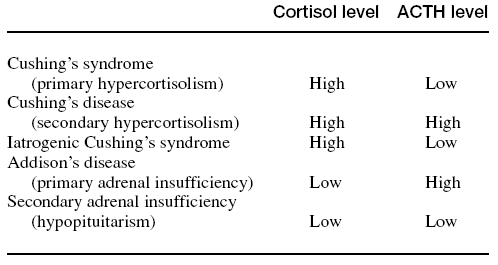 Cortisol level ACTH level
Cushing's syndrome
(primary hypercortisolism) High Low
Cushing's disease
(secondary hypercortisolism) High High
Iatrogenic Cushing's syndrome High Low
Addison's disease
(primary adrenal insufficiency) Low High
Secondary adrenal insufficiency
(hypopituitarism) Low Low